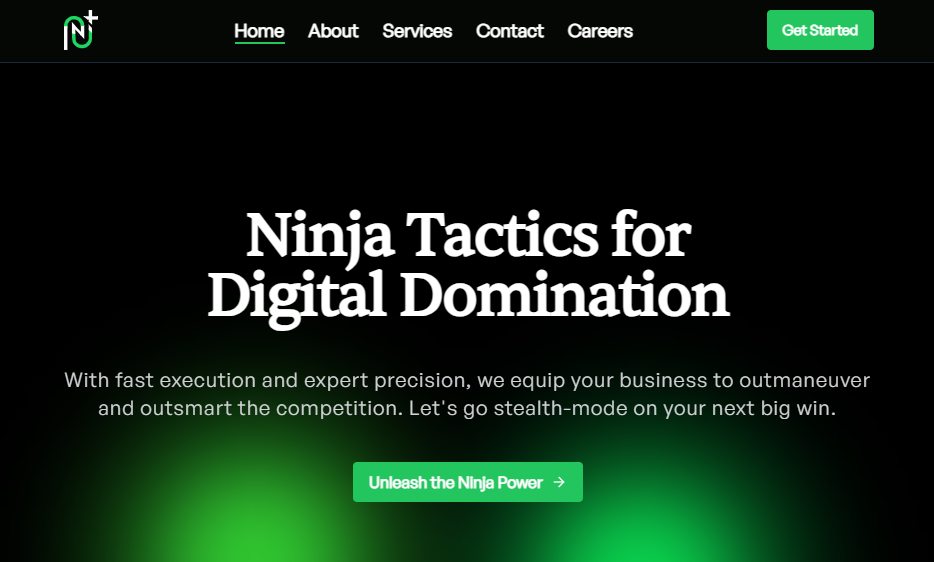 Home About Services Contact Careers Get Started
Ninja Tactics for
Digital Domination
With fast execution and expert precision, we equip your business to outmaneuver
and outsmart the competition. Let's go stealth-mode on your next big win.
Unleash the Ninja Power →